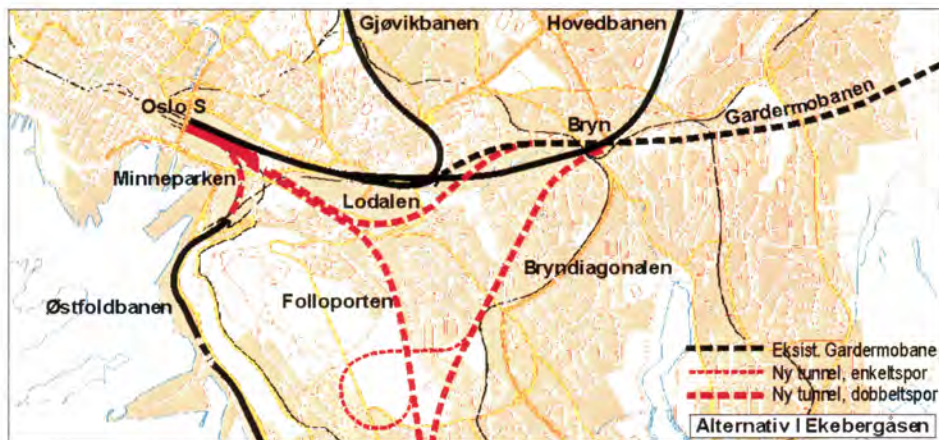 Gjøvikbanen
Hovedbanen
Gardermobanen
Oslo S
Bryn
Minneparken
Lodalen
Bryndiagonalen
Folloporten
Østfoldbanen
Eksist. Gardermobane
Ny tunnel, enkeltspor
Ny tunnel, dobbeltspor
Alternativ I Ekebergåsen